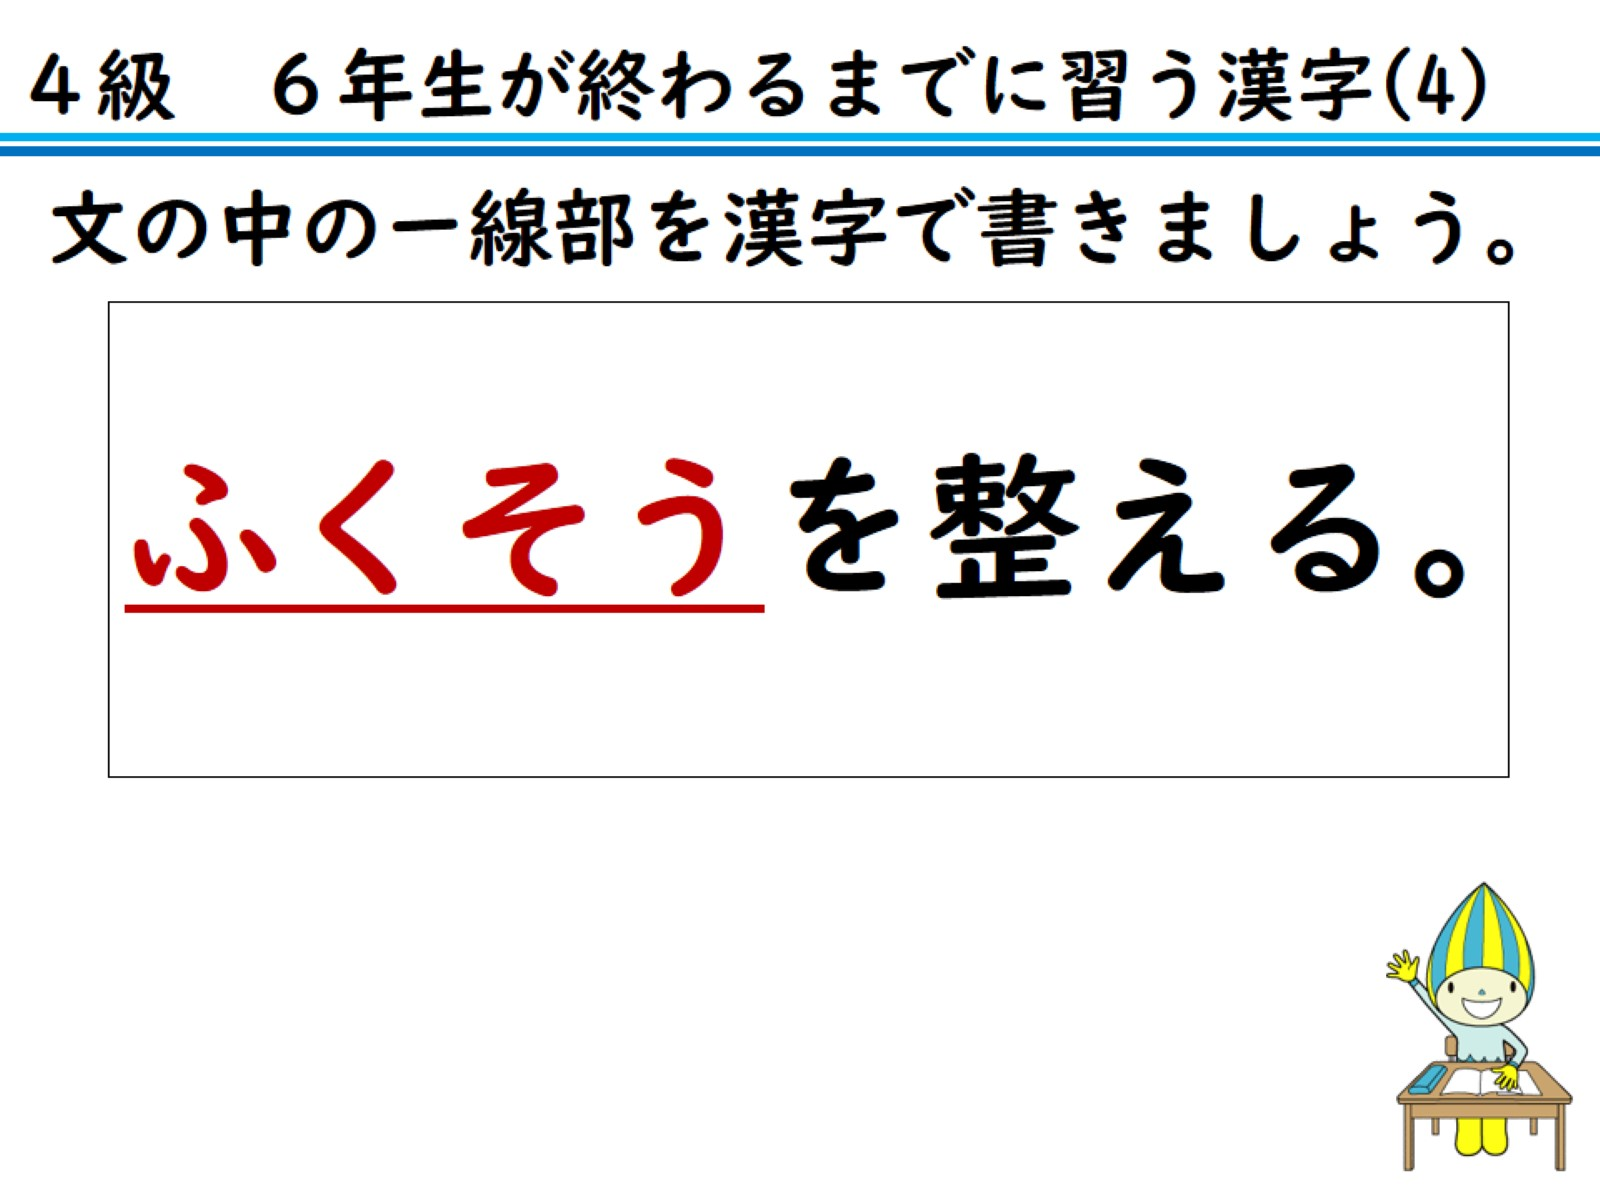 ４級　６年生が終わるまでに習う漢字(4)
文の中の―線部を漢字で書きましょう。
ふくそうを整える。